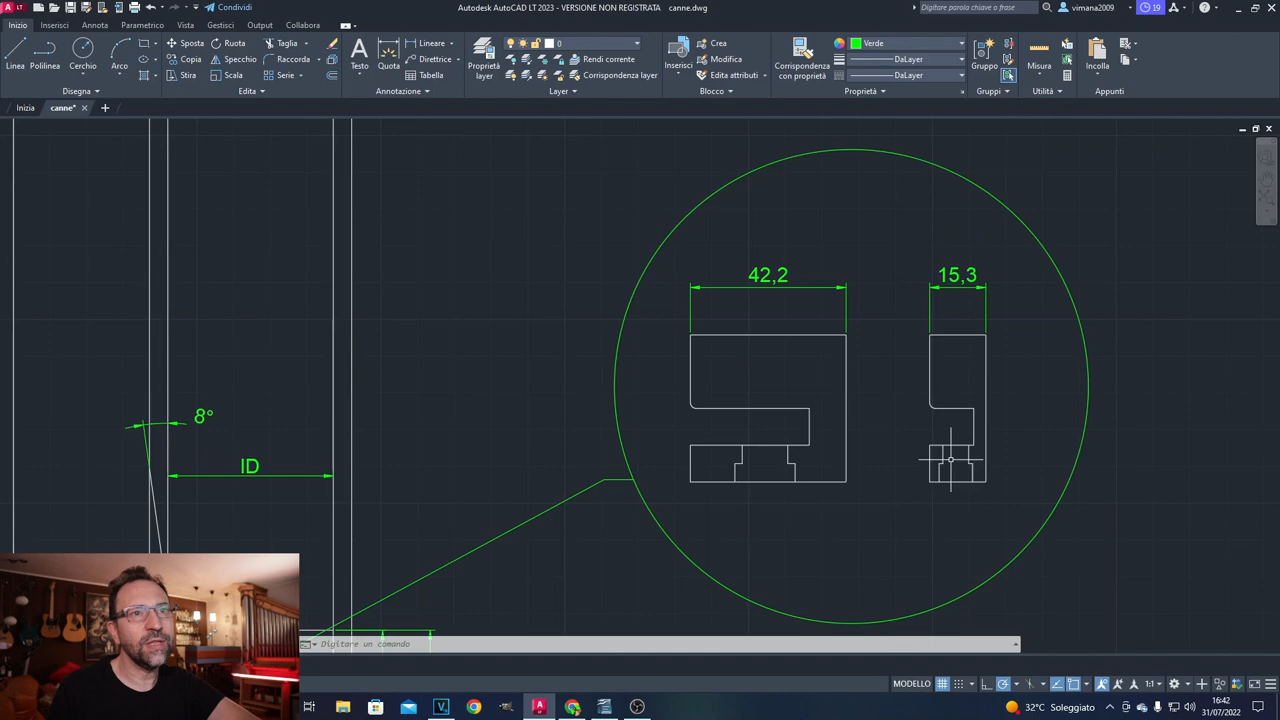 Condividi
Autodesk AutoCAD LT 2023 - VERSIONE NON REGISTRATA
canne.dwg
Digitare parola chiave o frase
vimana2009
19
Inizio
Inserisci
Annota
Parametrico
Vista
Gestisci
Output
Collabora
Linea
Polilinea
Cerchio
Arco
Sposta
Ruota
Taglia
Copia
Specchio
Raccorda
Stira
Scala
Serie
Testo
Quota
Lineare
Direttrice
Tabella
Proprietà
layer
0
Rendi corrente
Corrispondenza layer
Inserisci
Crea
Modifica
Edita attributi
Corrispondenza
con proprietà
Verde
DaLayer
DaLayer
Gruppo
Misura
Incolla
Disegna
Edita
Annotazione
Layer
Blocco
Proprietà
Gruppi
Utilità
Appunti
Inizia
canne*
42,2
15,3
8°
ID
Digitare un comando
MODELLO
1:1
32°C Soleggiato
16:42
31/07/2022